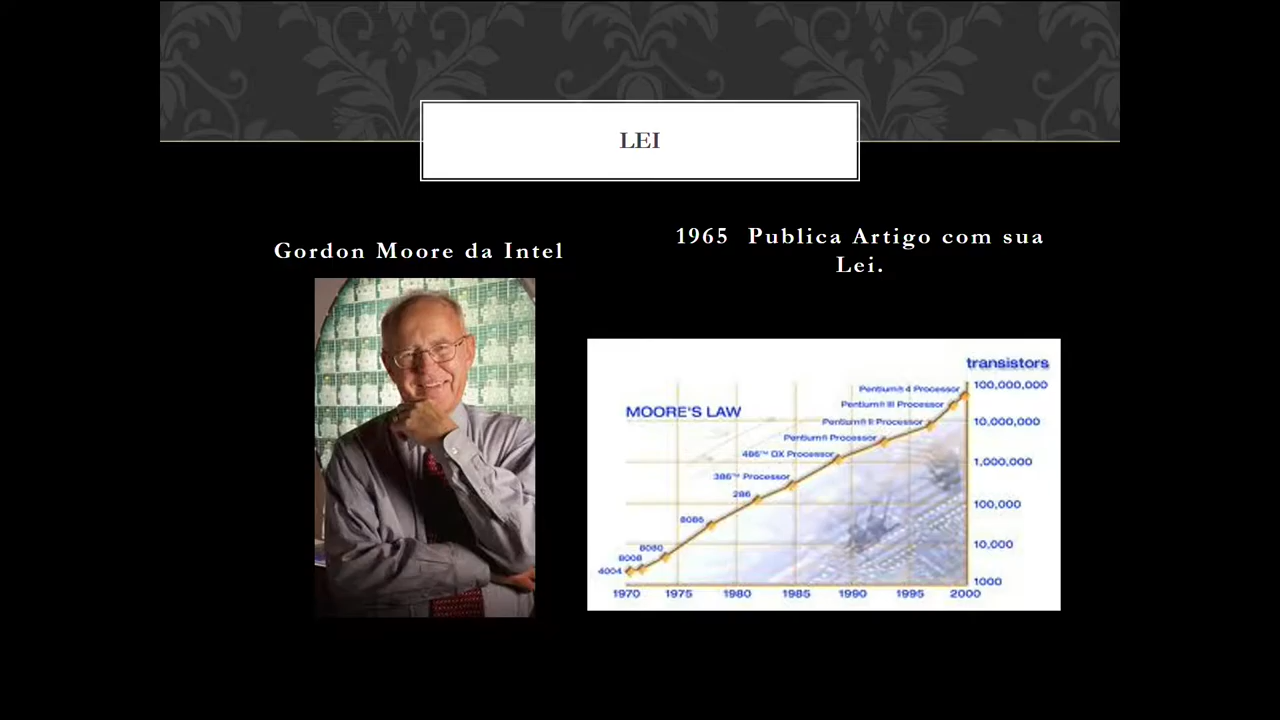 LEI
Gordon Moore da Intel
1965 Publica Artigo com sua
Lei.
transistors
MOORE'S LAW
Pentium® 4 Processor
100,000,000
Pentium® III Processor
Pentium® II Processor
10,000,000
Pentium® Processor
486™ DX Processor
1,000,000
386™ Processor
286
100,000
8086
10,000
8080
8008
4004
1000
1970 1975 1980 1985 1990 1995 2000